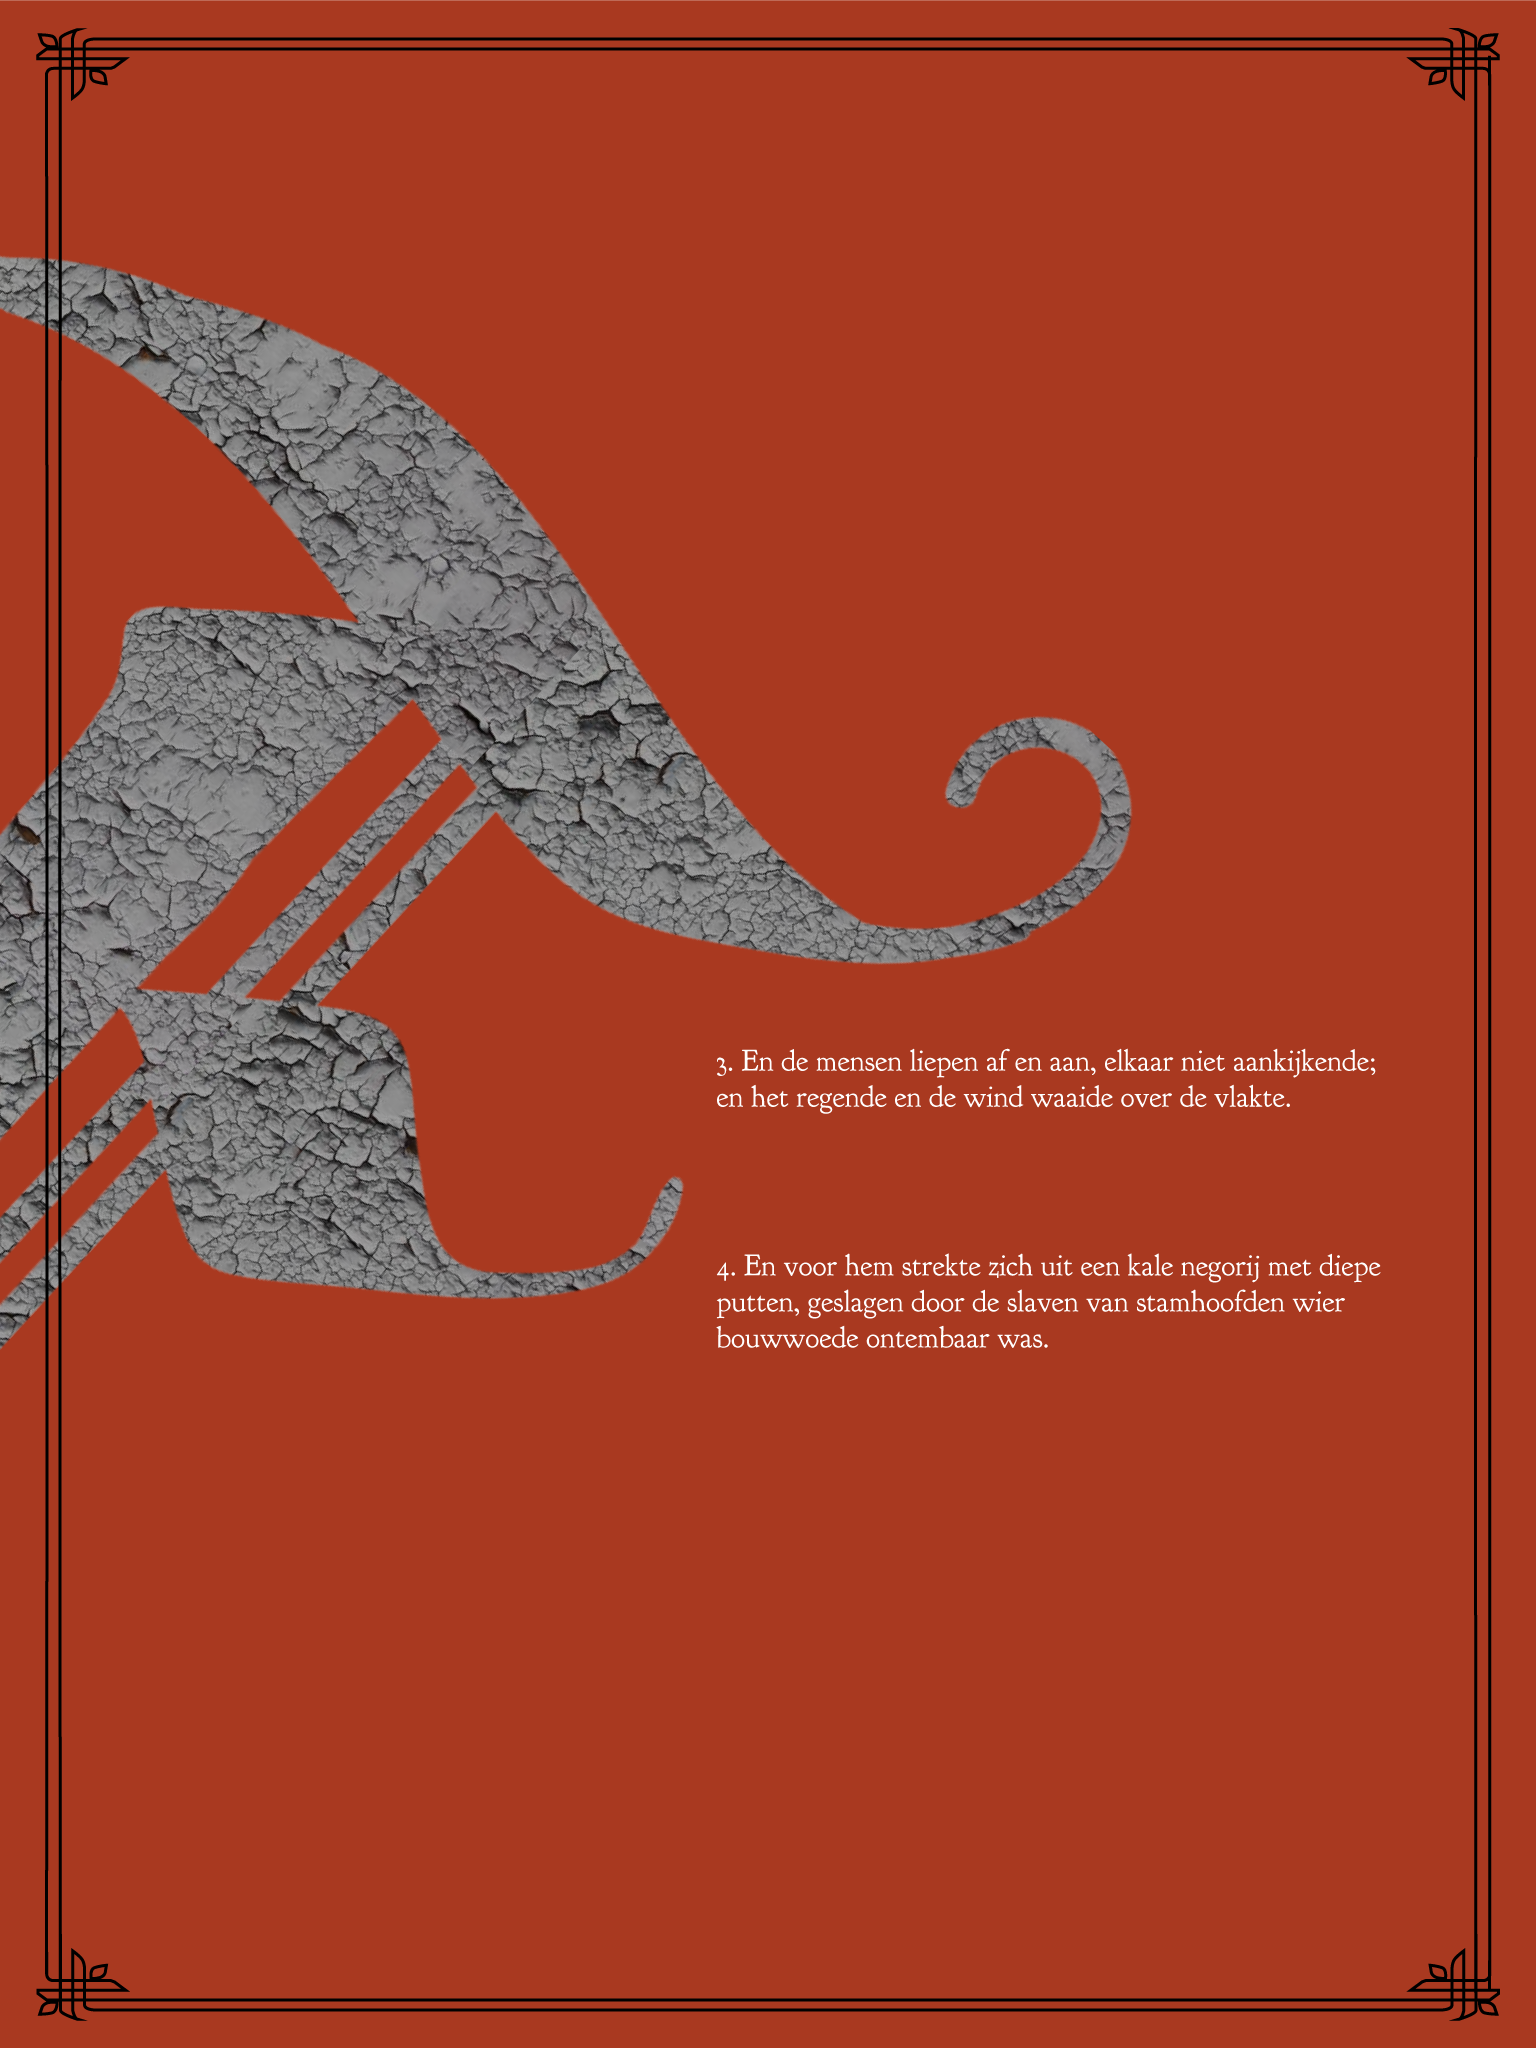 3. En de mensen liepen af en aan, elkaar niet aankijkende;
en het regende en de wind waaide over de vlakte.
4. En voor hem strekte zich uit een kale negorij met diepe
putten, geslagen door de slaven van stamhoofden wier
bouwwoede ontembaar was.